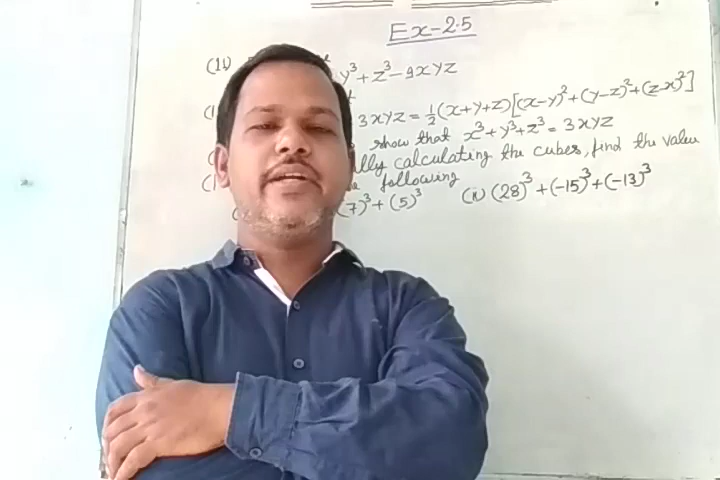 Ex-2.5
(11) y³ + z³ - 9xyz
3xyz = ½(x+y+z)[(x-y)²+(y-z)²+(z-x)²]
show that x³+y³+z³ = 3xyz
calculating the cubes, find the value
following
(7)³ + (5)³ (ii) (28)³ + (-15)³ + (-13)³